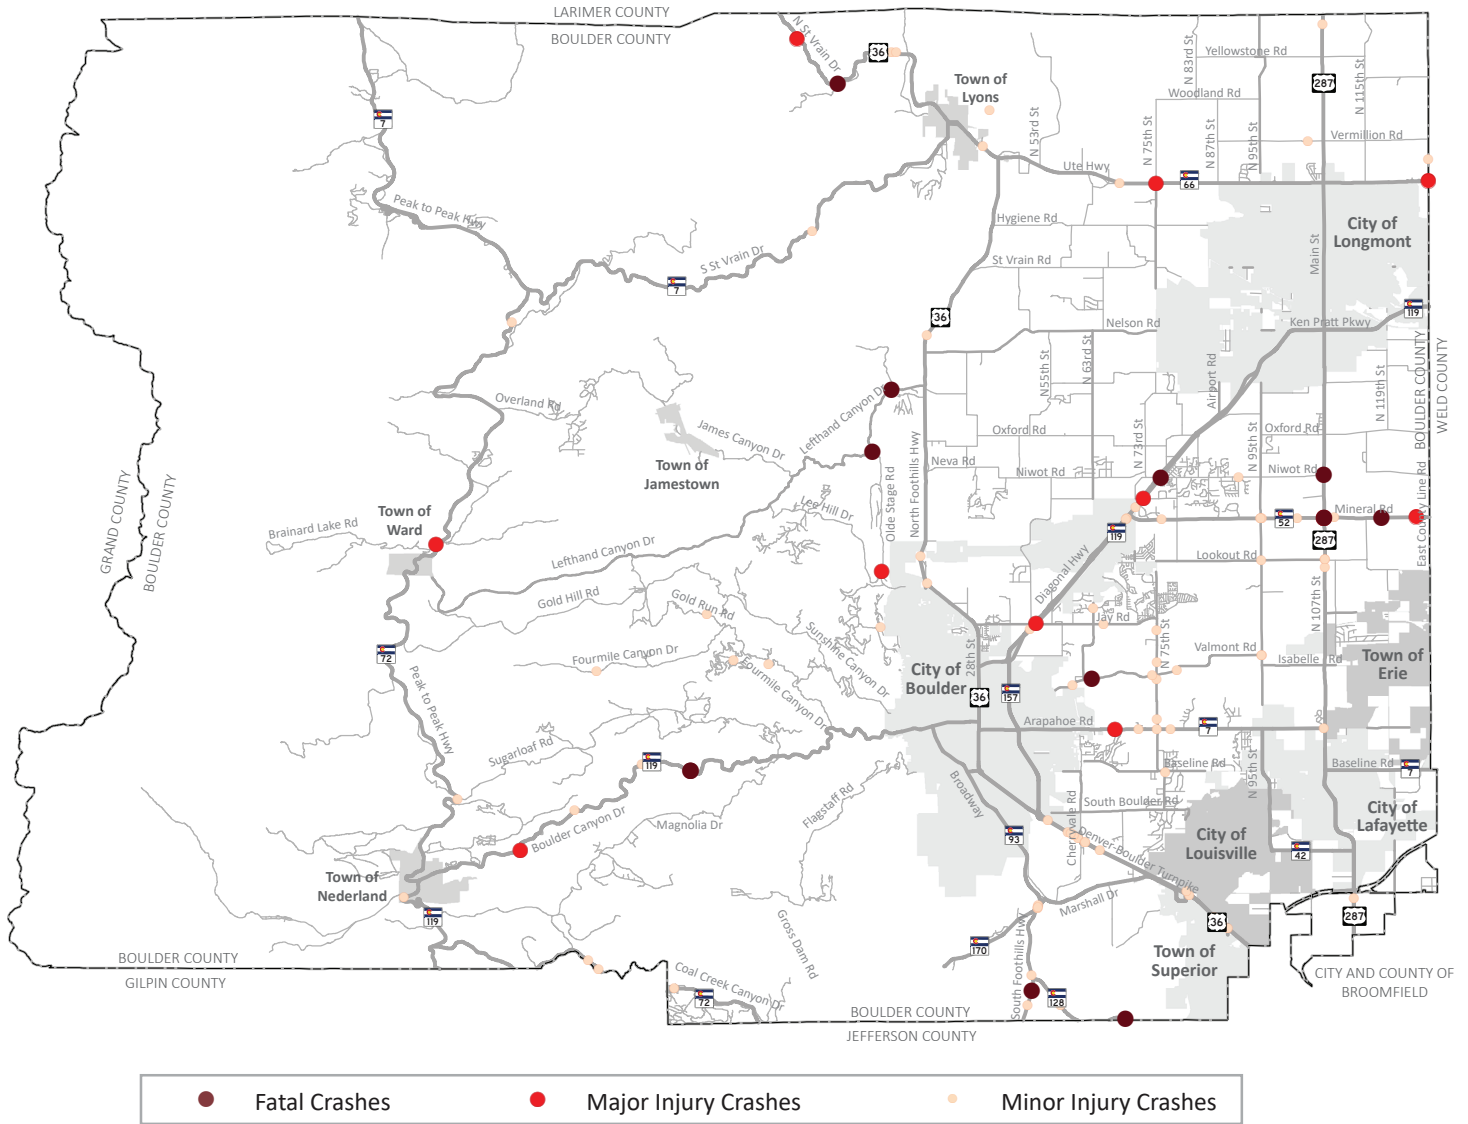 LARIMER COUNTY
BOULDER COUNTY
N St Vrain Dr
36
Town of
Lyons
N 53rd St
N 83rd St
Yellowstone Rd
Woodland Rd
287
N 115th St
7
N 75th St
N 87th St
N 95th St
Vermillion Rd
Ute Hwy
66
Peak to Peak Hwy
Hygiene Rd
City of
Longmont
Main St
S St Vrain Dr
St Vrain Rd
7
36
Nelson Rd
Ken Pratt Pkwy
119
N55th St
N 63rd St
Airport Rd
N 119th St
BOULDER COUNTY
WELD COUNTY
Overland Rd
James Canyon Dr
Lefthand Canyon Dr
Town of
Jamestown
North Foothills Hwy
Oxford Rd
N 73rd St
N 95th St
Oxford Rd
Neva Rd
Niwot Rd
Niwot Rd
GRAND COUNTY
BOULDER COUNTY
Town of
Ward
Brainard Lake Rd
Lee Hill Dr
Olde Stage Rd
52
Mineral Rd
119
287
East County Line Rd
Lefthand Canyon Dr
Lookout Rd
Diagonal Hwy
Gold Hill Rd
Gold Run Rd
Jay Rd
N 107th St
Sunshine Canyon Dr
72
Fourmile Canyon Dr
Fourmile Canyon Dr
City of
Boulder
28th St
N 75th St
Valmont Rd
Isabelle Rd
Town of
Erie
36
157
Peak to Peak Hwy
Arapahoe Rd
7
Sugarloaf Rd
119
Baseline Rd
N 95th St
Baseline Rd
7
Flagstaff Rd
Broadway
South Boulder Rd
City of
Lafayette
Boulder Canyon Dr
Magnolia Dr
93
Cherryvale Rd
Denver-Boulder Turnpike
City of
Louisville
42
Town of
Nederland
Marshall Dr
119
Gross Dam Rd
South Foothills Hwy
36
287
170
Town of
Superior
BOULDER COUNTY
GILPIN COUNTY
Coal Creek Canyon Dr
72
128
CITY AND COUNTY OF
BROOMFIELD
BOULDER COUNTY
JEFFERSON COUNTY
Fatal Crashes
Major Injury Crashes
Minor Injury Crashes